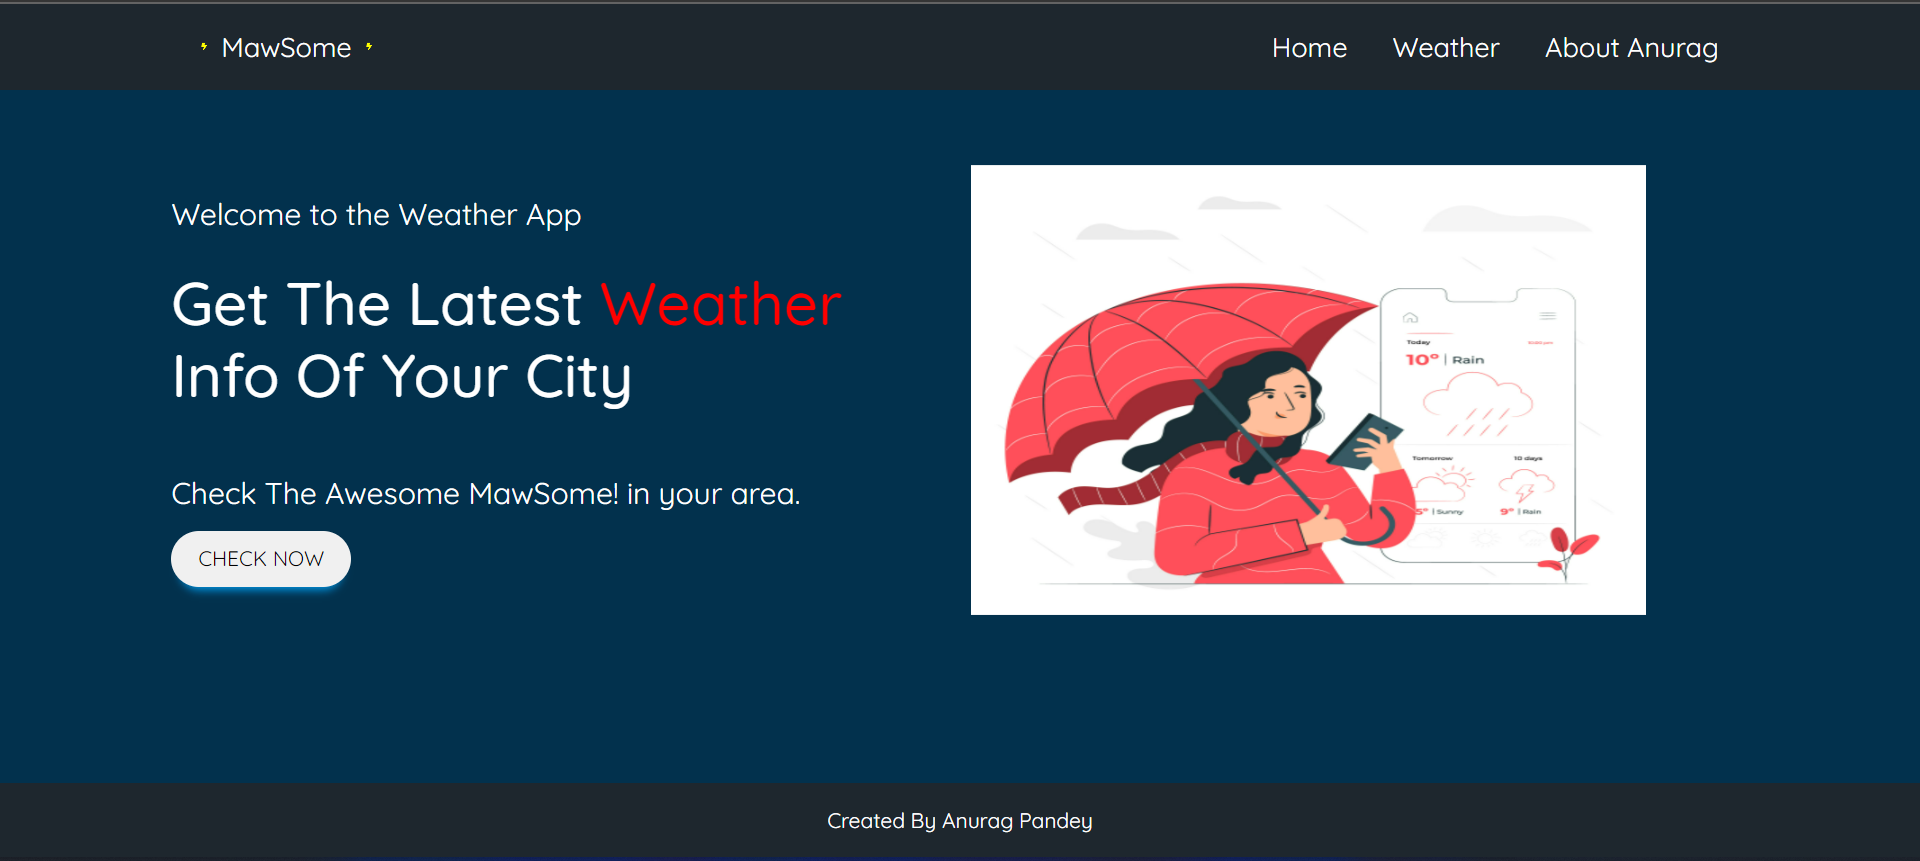 MawSome
Home Weather About Anurag
Welcome to the Weather App
Get The Latest Weather
Info Of Your City
Check The Awesome MawSome! in your area.
CHECK NOW
Today
10° | Rain
Tomorrow 10 days
5° | Sunny 9° | Rain
Created By Anurag Pandey